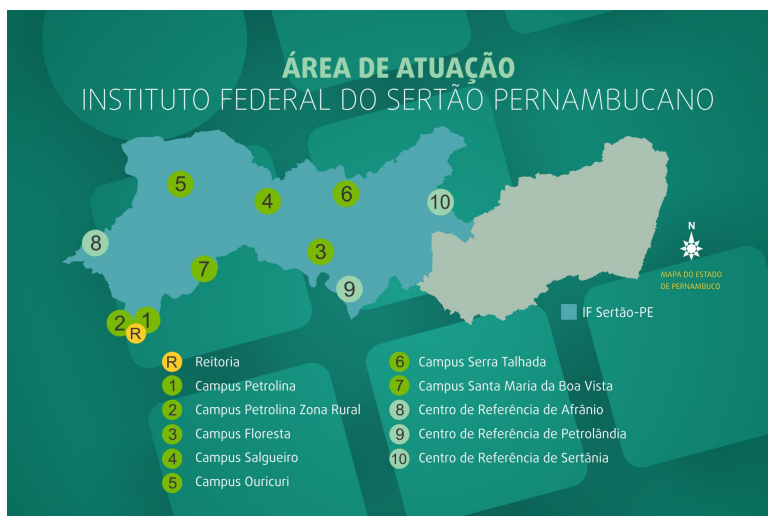 ÁREA DE ATUAÇÃO
INSTITUTO FEDERAL DO SERTÃO PERNAMBUCANO
5
4
6
10
8
3
7
9
2
1
R
N
MAPA DO ESTADO
DE PERNAMBUCO
IF Sertão-PE
R Reitoria
1 Campus Petrolina
2 Campus Petrolina Zona Rural
3 Campus Floresta
4 Campus Salgueiro
5 Campus Ouricuri
6 Campus Serra Talhada
7 Campus Santa Maria da Boa Vista
8 Centro de Referência de Afrânio
9 Centro de Referência de Petrolândia
10 Centro de Referência de Sertânia